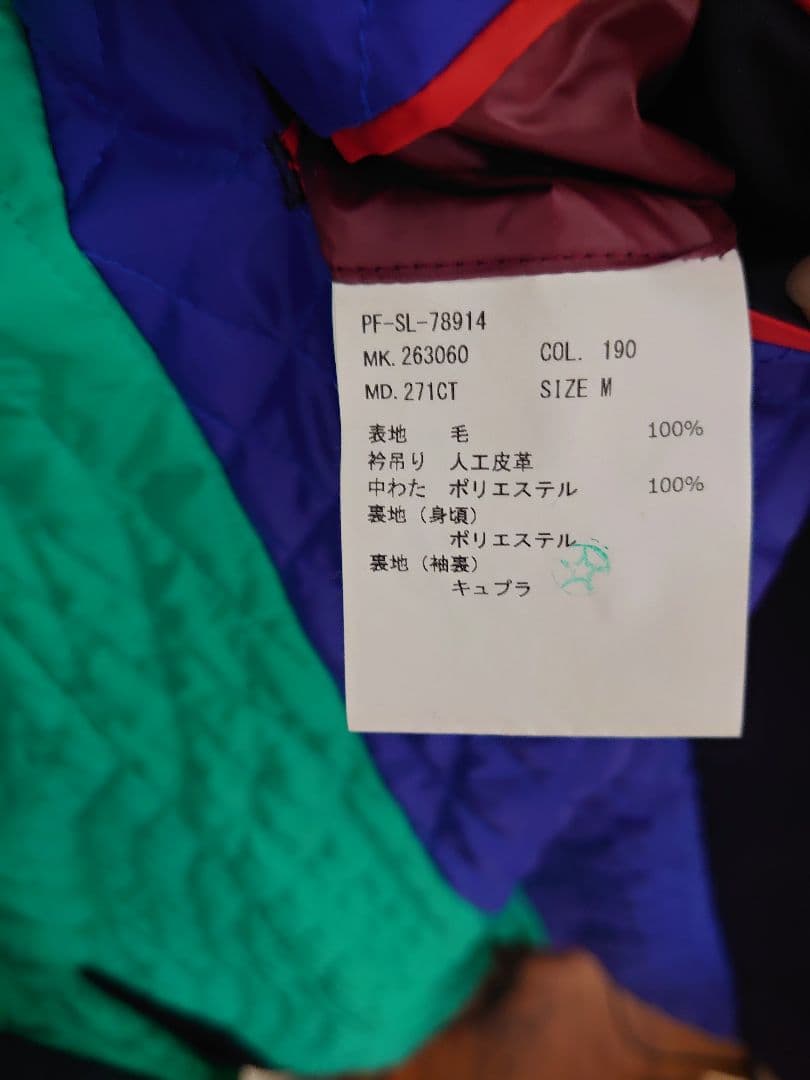 PF-SL-78914
MK. 263060 COL. 190
MD. 271CT SIZE M
表地 毛 100%
衿吊り 人工皮革
中わた ポリエステル 100%
裏地（身頃）
ポリエステル
裏地（袖裏）
キュプラ